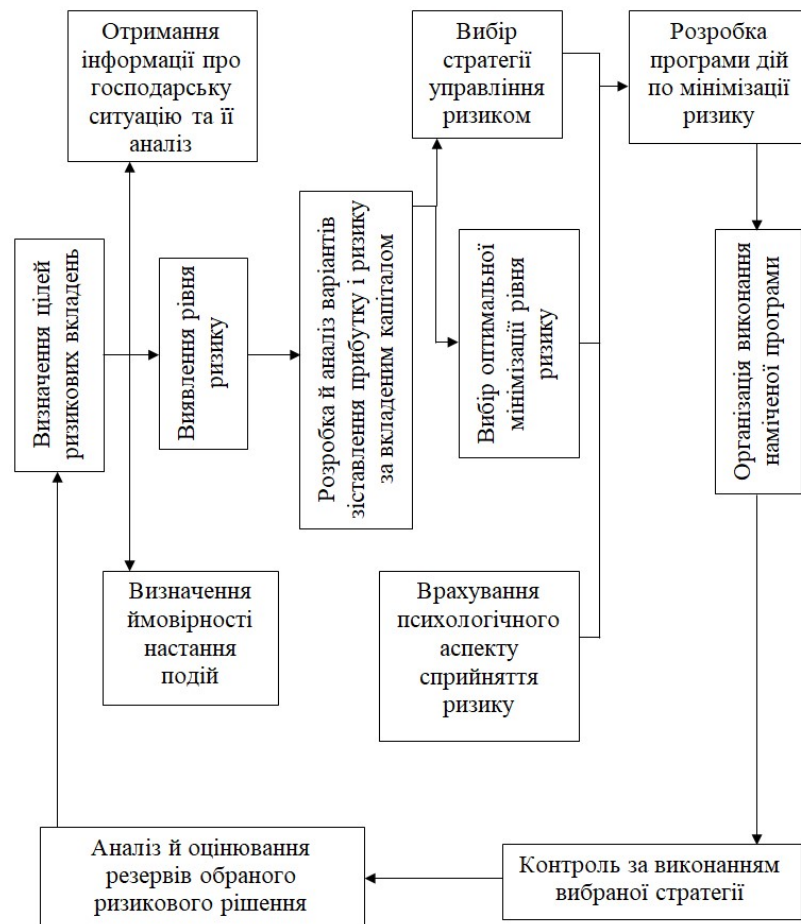 Отримання
інформації про
господарську
ситуацію та її
аналіз
Вибір
стратегії
управління
ризиком
Розробка
програми дій
по мінімізації
ризику
Визначення цілей
ризикових вкладень
Виявлення рівня
ризику
Розробка й аналіз варіантів
зіставлення прибутку і ризику
за вкладеним капіталом
Вибір оптимальної
мінімізації рівня
ризику
Організація виконання
наміченої програми
Визначення
ймовірності
настання
подій
Врахування
психологічного
аспекту
сприйняття
ризику
Аналіз й оцінювання
резервів обраного
ризикового рішення
Контроль за виконанням
вибраної стратегії